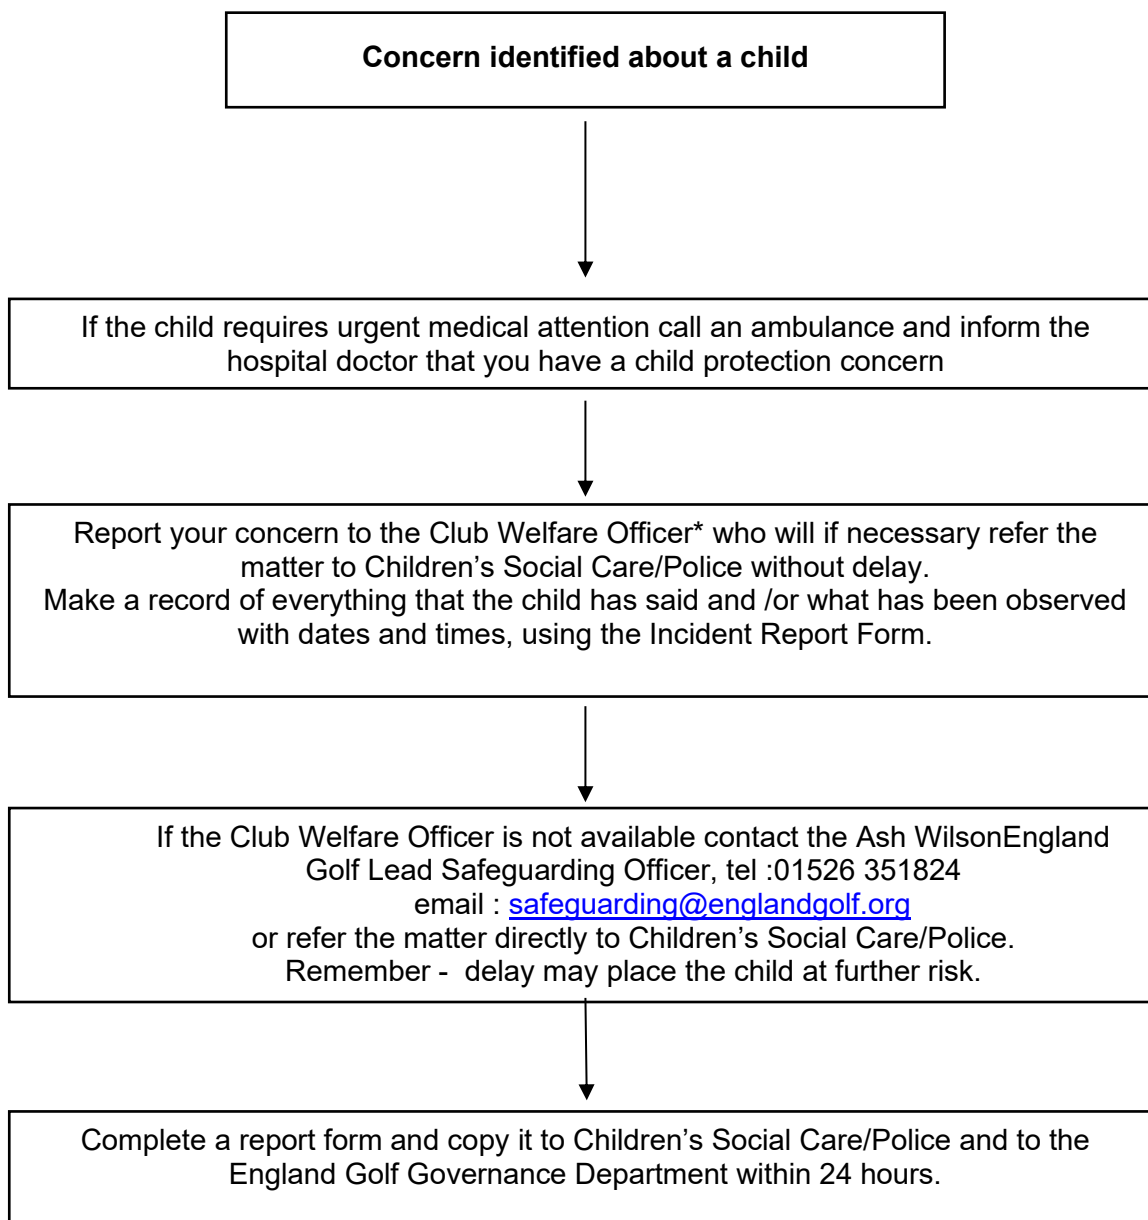 Concern identified about a child
If the child requires urgent medical attention call an ambulance and inform the
hospital doctor that you have a child protection concern
Report your concern to the Club Welfare Officer* who will if necessary refer the
matter to Children’s Social Care/Police without delay.
Make a record of everything that the child has said and /or what has been observed
with dates and times, using the Incident Report Form.
If the Club Welfare Officer is not available contact the Ash WilsonEngland
Golf Lead Safeguarding Officer, tel :01526 351824
email : safeguarding@englandgolf.org
or refer the matter directly to Children’s Social Care/Police.
Remember -  delay may place the child at further risk.
Complete a report form and copy it to Children’s Social Care/Police and to the
England Golf Governance Department within 24 hours.